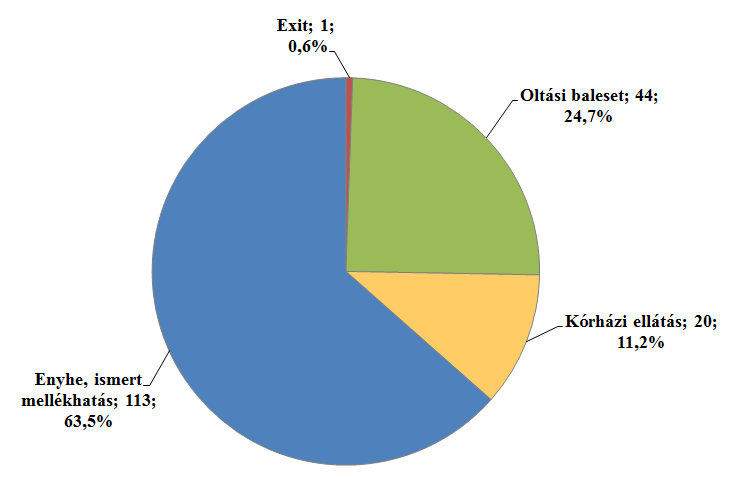 Exit; 1;
0,6%
Oltási baleset; 44;
24,7%
Kórházi ellátás; 20;
11,2%
Enyhe, ismert
mellékhatás; 113;
63,5%